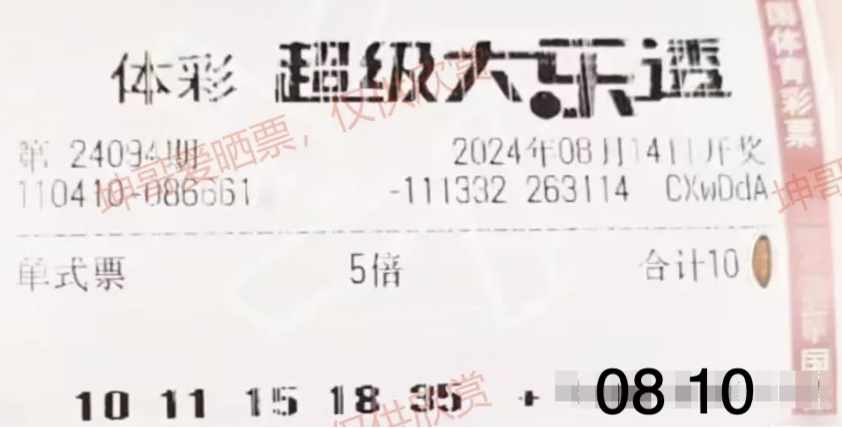 体彩 超级大乐透
第 24094期 2024年08月14日开奖
110410-086661 -111332 263114 CXwDdA
单式票 5倍 合计10
10 11 15 18 35 + 08 10
坤哥爱晒票，仅供欣赏
仅供欣赏
坤哥
国体育彩票